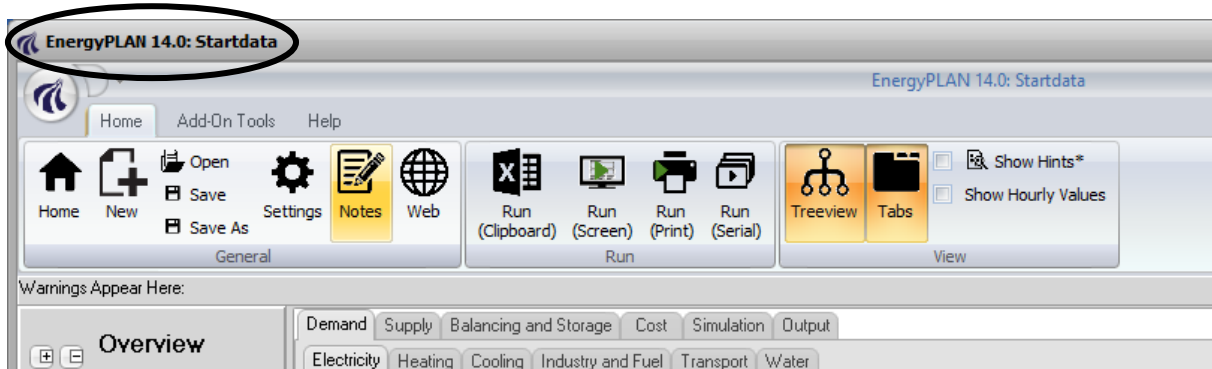 EnergyPLAN 14.0: Startdata
EnergyPLAN 14.0: Startdata
Home Add-On Tools Help
Home
New
Open
Save
Save As
Settings
Notes
Web
General
Run
(Clipboard)
Run
(Screen)
Run
(Print)
Run
(Serial)
Run
Treeview
Tabs
Show Hints*
Show Hourly Values
View
Warnings Appear Here:
Overview
Demand Supply Balancing and Storage Cost Simulation Output
Electricity Heating Cooling Industry and Fuel Transport Water